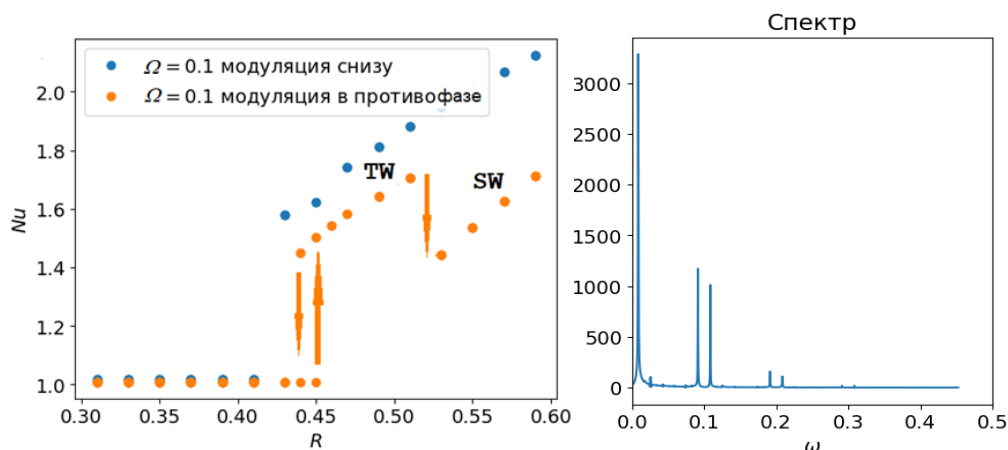 Ω = 0.1 модуляция снизу
Ω = 0.1 модуляция в противофазе
TW
SW
2.0
1.8
1.6
1.4
1.2
1.0
Nu
0.30 0.35 0.40 0.45 0.50 0.55 0.60
R
Спектр
3000
2500
2000
1500
1000
500
0
0.0 0.1 0.2 0.3 0.4 0.5
ω